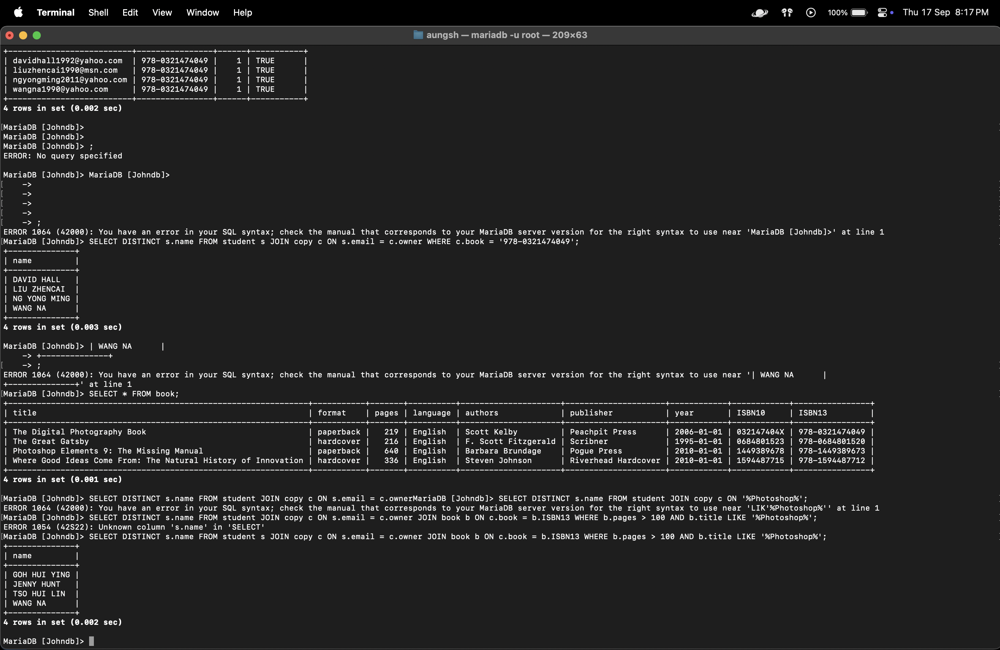 Terminal Shell Edit View Window Help 100% Thu 17 Sep 8:17 PM
aungsh — mariadb -u root — 209×63
+--------------------------+----------------+------+-----------+
| davidhall1992@yahoo.com  | 978-0321474049 |    1 | TRUE      |
| liuzhencai1990@msn.com   | 978-0321474049 |    1 | TRUE      |
| ngyongming2011@yahoo.com | 978-0321474049 |    1 | TRUE      |
| wangna1990@yahoo.com     | 978-0321474049 |    1 | TRUE      |
+--------------------------+----------------+------+-----------+
4 rows in set (0.002 sec)
[MariaDB [Johndb]>
MariaDB [Johndb]>
MariaDB [Johndb]> ;
ERROR: No query specified
MariaDB [Johndb]> MariaDB [Johndb]>
[    ->
[    ->
[    ->
[    ->
[    -> ;
ERROR 1064 (42000): You have an error in your SQL syntax; check the manual that corresponds to your MariaDB server version for the right syntax to use near 'MariaDB [Johndb]>' at line 1
[MariaDB [Johndb]> SELECT DISTINCT s.name FROM student s JOIN copy c ON s.email = c.owner WHERE c.book = '978-0321474049';
+--------------+
| name         |
+--------------+
| DAVID HALL   |
| LIU ZHENCAI  |
| NG YONG MING |
| WANG NA      |
+--------------+
4 rows in set (0.003 sec)
MariaDB [Johndb]> | WANG NA      |
    -> +--------------+
[    -> ;
ERROR 1064 (42000): You have an error in your SQL syntax; check the manual that corresponds to your MariaDB server version for the right syntax to use near '| WANG NA      |
+--------------+' at line 1
[MariaDB [Johndb]> SELECT * FROM book;
+---------------------------------------------------------------+-----------+-------+----------+---------------------+---------------------+------------+------------+----------------+
| title                                                         | format    | pages | language | authors             | publisher           | year       | ISBN10     | ISBN13         |
+---------------------------------------------------------------+-----------+-------+----------+---------------------+---------------------+------------+------------+----------------+
| The Digital Photography Book                                  | paperback |   219 | English  | Scott Kelby         | Peachpit Press      | 2006-01-01 | 032147404X | 978-0321474049 |
| The Great Gatsby                                              | hardcover |   216 | English  | F. Scott Fitzgerald | Scribner            | 1995-01-01 | 0684801523 | 978-0684801520 |
| Photoshop Elements 9: The Missing Manual                      | paperback |   640 | English  | Barbara Brundage    | Pogue Press         | 2010-01-01 | 1449389678 | 978-1449389673 |
| Where Good Ideas Come From: The Natural History of Innovation | hardcover |   336 | English  | Steven Johnson      | Riverhead Hardcover | 2010-01-01 | 1594487715 | 978-1594487712 |
+---------------------------------------------------------------+-----------+-------+----------+---------------------+---------------------+------------+------------+----------------+
4 rows in set (0.001 sec)
[MariaDB [Johndb]> SELECT DISTINCT s.name FROM student JOIN copy c ON s.email = c.ownerMariaDB [Johndb]> SELECT DISTINCT s.name FROM student JOIN copy c ON '%Photoshop%';
ERROR 1064 (42000): You have an error in your SQL syntax; check the manual that corresponds to your MariaDB server version for the right syntax to use near 'LIK'%Photoshop%'' at line 1
[MariaDB [Johndb]> SELECT DISTINCT s.name FROM student JOIN copy c ON s.email = c.owner JOIN book b ON c.book = b.ISBN13 WHERE b.pages > 100 AND b.title LIKE '%Photoshop%';
ERROR 1054 (42S22): Unknown column 's.name' in 'SELECT'
[MariaDB [Johndb]> SELECT DISTINCT s.name FROM student s JOIN copy c ON s.email = c.owner JOIN book b ON c.book = b.ISBN13 WHERE b.pages > 100 AND b.title LIKE '%Photoshop%';
+--------------+
| name         |
+--------------+
| GOH HUI YING |
| JENNY HUNT   |
| TSO HUI LIN  |
| WANG NA      |
+--------------+
4 rows in set (0.002 sec)
MariaDB [Johndb]>